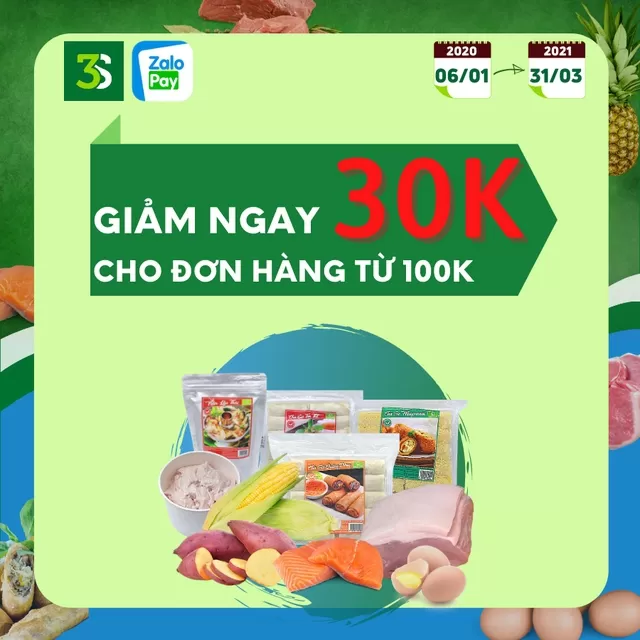 3S
Zalo
Pay
2020
06/01
2021
31/03
GIẢM NGAY 30K
CHO ĐƠN HÀNG TỪ 100K